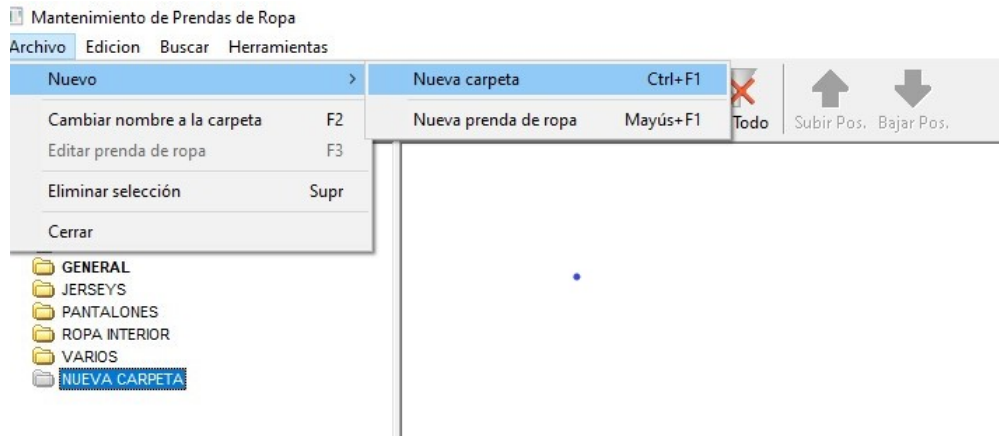 Mantenimiento de Prendas de Ropa
Archivo Edicion Buscar Herramientas
Nuevo > Nueva carpeta Ctrl+F1
Cambiar nombre a la carpeta F2 Nueva prenda de ropa Mayús+F1 Todo Subir Pos. Bajar Pos.
Editar prenda de ropa F3
Eliminar selección Supr
Cerrar
GENERAL
JERSEYS
PANTALONES
ROPA INTERIOR
VARIOS
NUEVA CARPETA